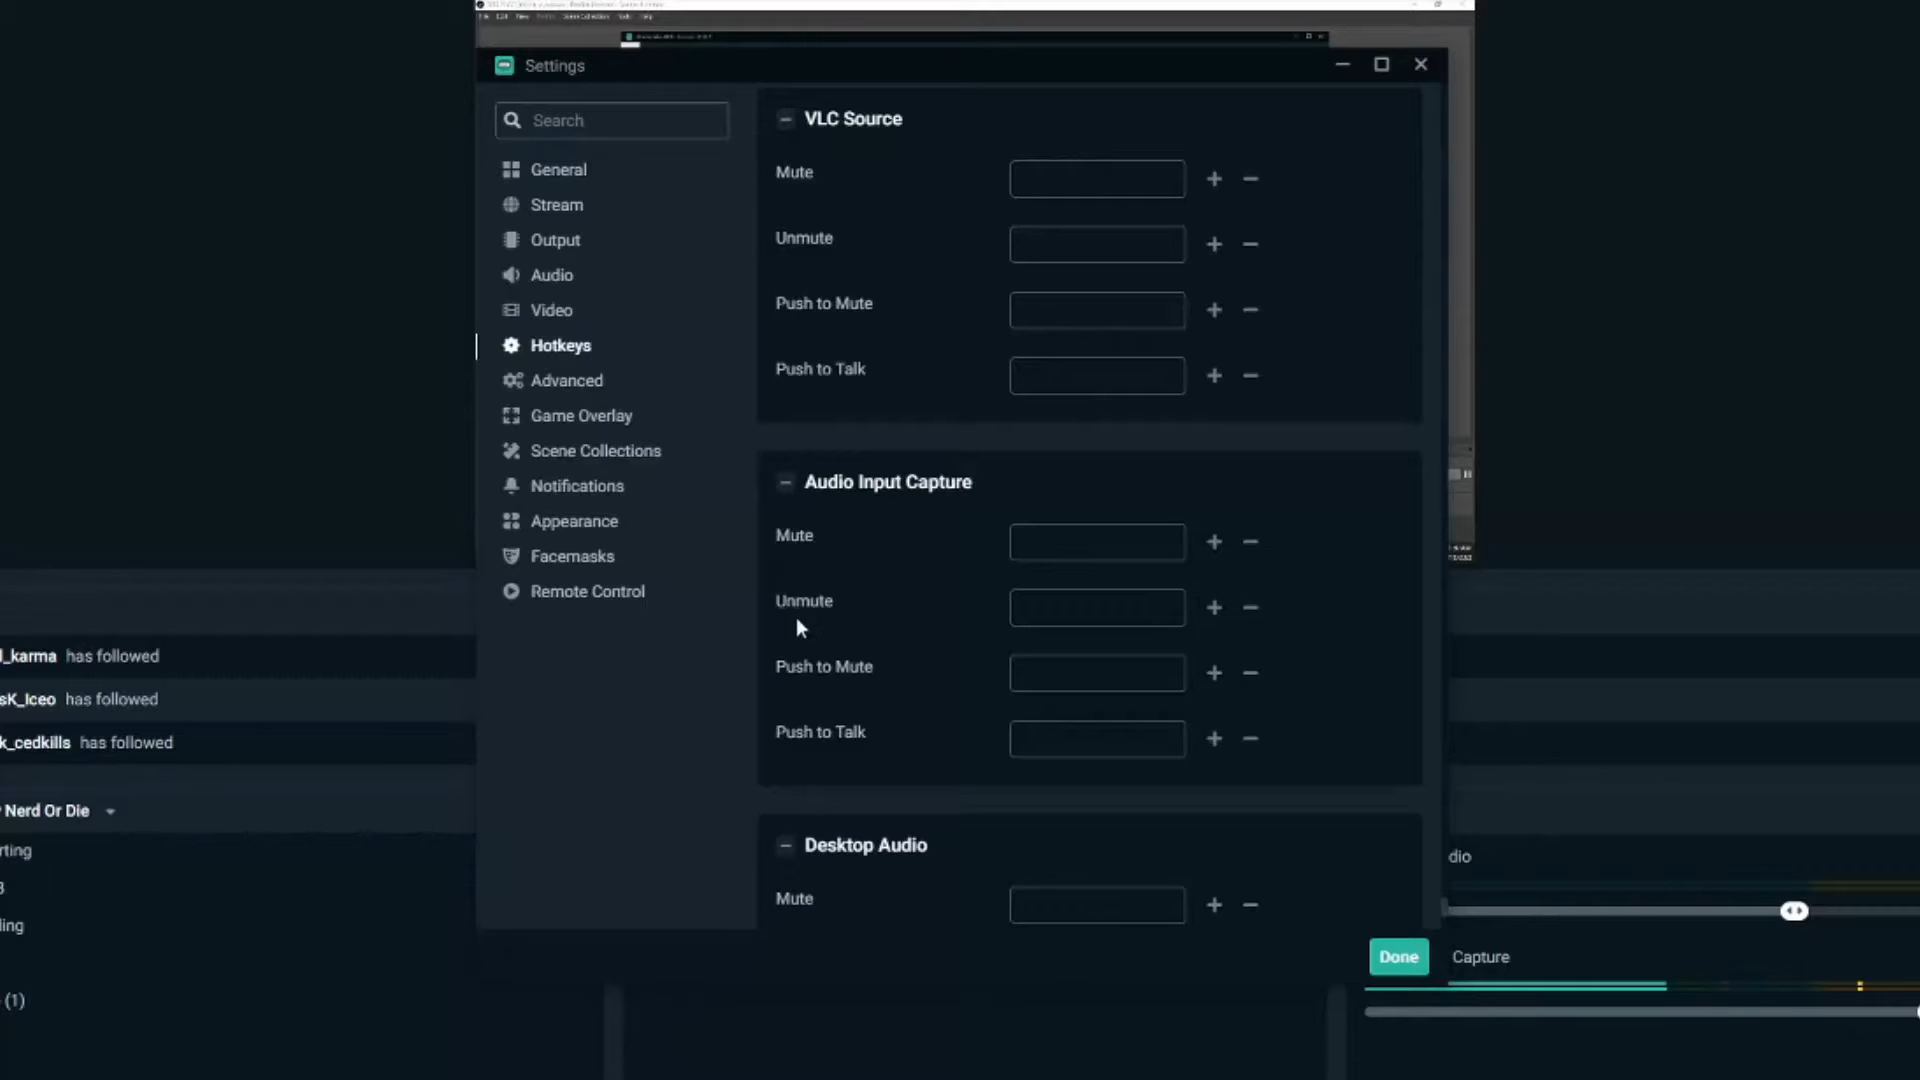 Settings
Search
General
Stream
Output
Audio
Video
Hotkeys
Advanced
Game Overlay
Scene Collections
Notifications
Appearance
Facemasks
Remote Control
VLC Source
Mute
Unmute
Push to Mute
Push to Talk
Audio Input Capture
Mute
Unmute
Push to Mute
Push to Talk
Desktop Audio
Mute
Done
l_karma has followed
sK_Iceo has followed
k_cedkills has followed
Nerd Or Die
rting
3
ling
(1)
dio
Capture